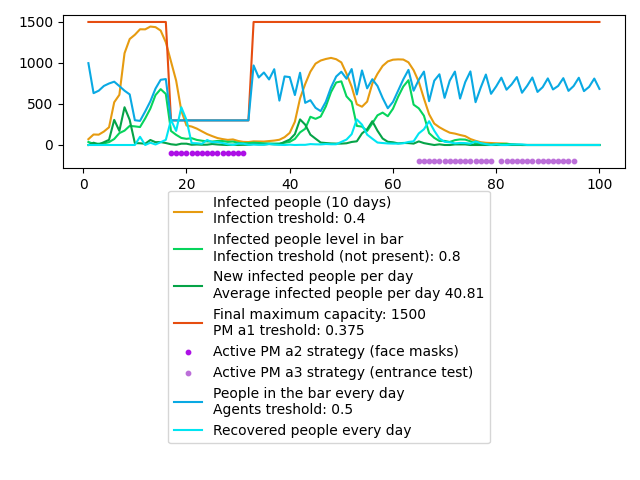 1500
1000
500
0
0 20 40 60 80 100
Infected people (10 days)
Infection treshold: 0.4
Infected people level in bar
Infection treshold (not present): 0.8
New infected people per day
Average infected people per day 40.81
Final maximum capacity: 1500
PM a1 treshold: 0.375
Active PM a2 strategy (face masks)
Active PM a3 strategy (entrance test)
People in the bar every day
Agents treshold: 0.5
Recovered people every day